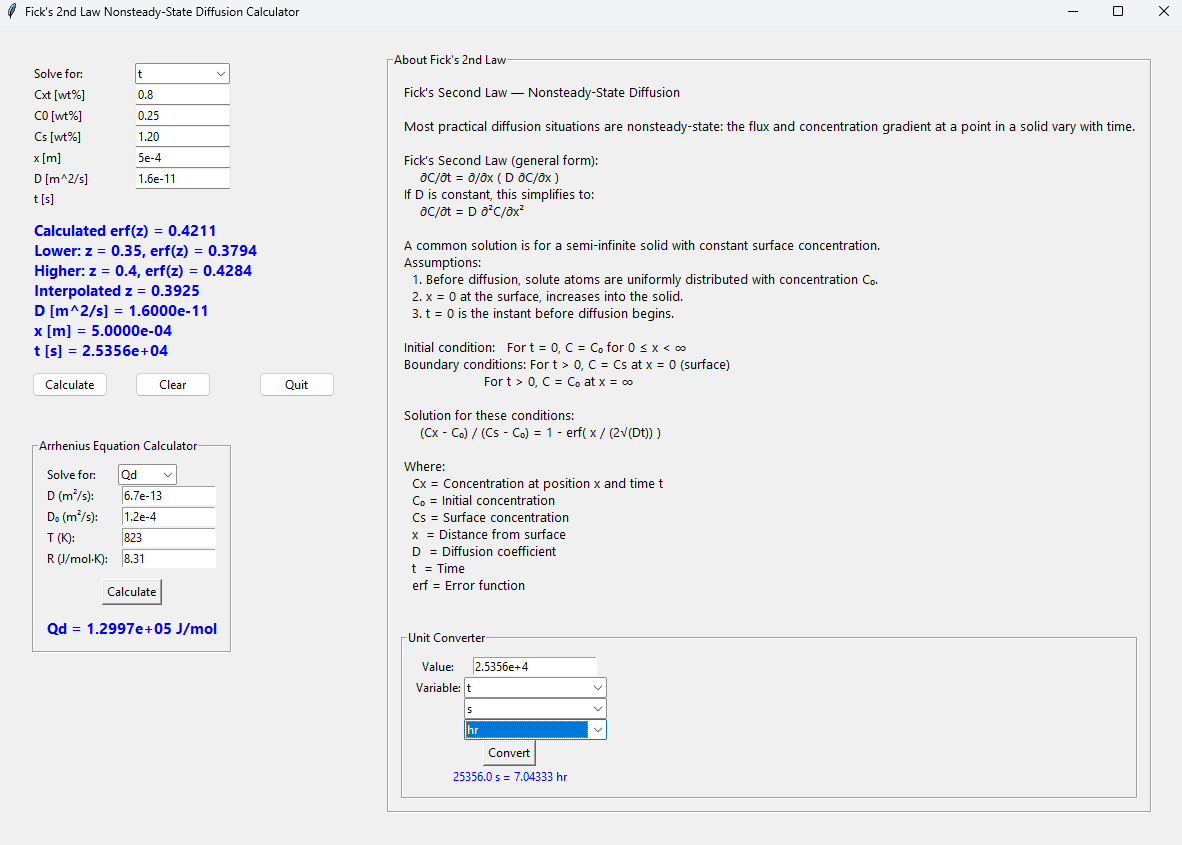 Fick's 2nd Law Nonsteady-State Diffusion Calculator
Solve for: t
Cxt [wt%] 0.8
C0 [wt%] 0.25
Cs [wt%] 1.20
x [m] 5e-4
D [m^2/s] 1.6e-11
t [s]
Calculated erf(z) = 0.4211
Lower: z = 0.35, erf(z) = 0.3794
Higher: z = 0.4, erf(z) = 0.4284
Interpolated z = 0.3925
D [m^2/s] = 1.6000e-11
x [m] = 5.0000e-04
t [s] = 2.5356e+04
Calculate Clear Quit
Arrhenius Equation Calculator
Solve for: Qd
D (m²/s): 6.7e-13
D₀ (m²/s): 1.2e-4
T (K): 823
R (J/mol·K): 8.31
Calculate
Qd = 1.2997e+05 J/mol
About Fick's 2nd Law
Fick's Second Law — Nonsteady-State Diffusion
Most practical diffusion situations are nonsteady-state: the flux and concentration gradient at a point in a solid vary with time.
Fick's Second Law (general form):
∂C/∂t = ∂/∂x ( D ∂C/∂x )
If D is constant, this simplifies to:
∂C/∂t = D ∂²C/∂x²
A common solution is for a semi-infinite solid with constant surface concentration.
Assumptions:
1. Before diffusion, solute atoms are uniformly distributed with concentration C₀.
2. x = 0 at the surface, increases into the solid.
3. t = 0 is the instant before diffusion begins.
Initial condition: For t = 0, C = C₀ for 0 ≤ x < ∞
Boundary conditions: For t > 0, C = Cs at x = 0 (surface)
For t > 0, C = C₀ at x = ∞
Solution for these conditions:
(Cx - C₀) / (Cs - C₀) = 1 - erf( x / (2√(Dt)) )
Where:
Cx = Concentration at position x and time t
C₀ = Initial concentration
Cs = Surface concentration
x = Distance from surface
D = Diffusion coefficient
t = Time
erf = Error function
Unit Converter
Value: 2.5356e+4
Variable: t
s
hr
Convert
25356.0 s = 7.04333 hr